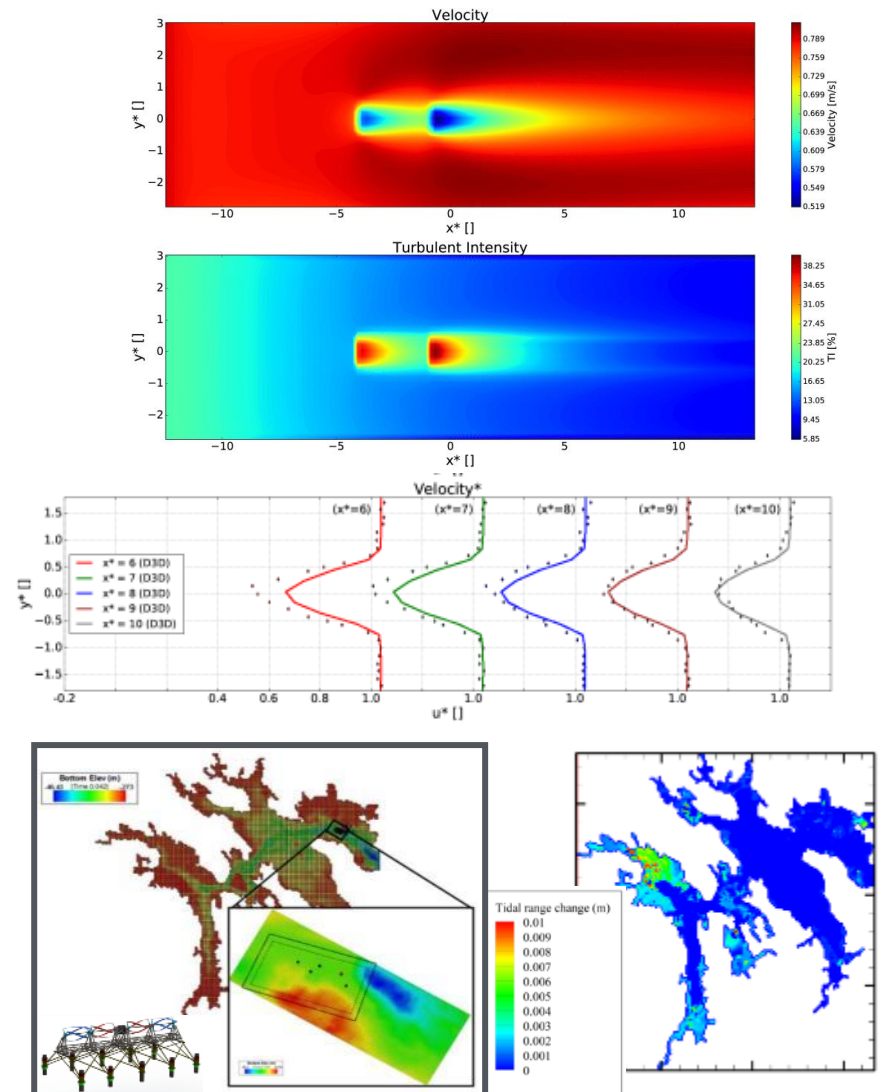 Velocity
3
2
1
0
−1
−2
y* []
−10
−5
0
5
10
x* []
0.789
0.759
0.729
0.699
0.669
0.639
0.609
0.579
0.549
0.519
Velocity [m/s]
Turbulent Intensity
3
2
1
0
−1
−2
y* []
−10
−5
0
5
10
x* []
38.25
34.65
31.05
27.45
23.85
20.25
16.65
13.05
9.45
5.85
TI [%]
Velocity*
(x*=6)
(x*=7)
(x*=8)
(x*=9)
(x*=10)
1.5
1.0
0.5
0.0
−0.5
−1.0
−1.5
y* []
x* = 6 (D3D)
x* = 7 (D3D)
x* = 8 (D3D)
x* = 9 (D3D)
x* = 10 (D3D)
-0.2
0.4
0.6
0.8
1.0
1.0
1.0
1.0
1.0
u* []
Bottom Elev (m)
[Time 0.042]
Tidal range change (m)
0.01
0.009
0.008
0.007
0.006
0.005
0.004
0.003
0.002
0.001
0